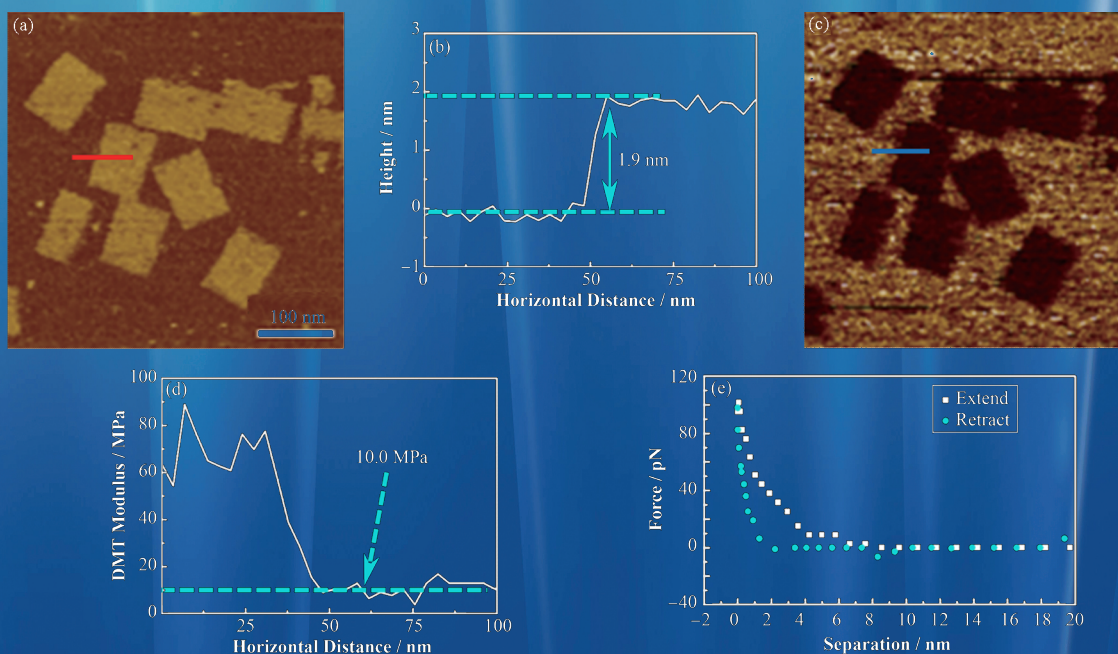 (a)
100 nm
(b)
3
2
1
0
−1
Height / nm
1.9 nm
0
25
50
75
100
Horizontal Distance / nm
(c)
(d)
100
80
60
40
20
0
DMT Modulus / MPa
10.0 MPa
0
25
50
75
100
Horizontal Distance / nm
(e)
120
80
40
0
−40
Force / pN
Extend
Retract
−2
0
2
4
6
8
10
12
14
16
18
20
Separation / nm